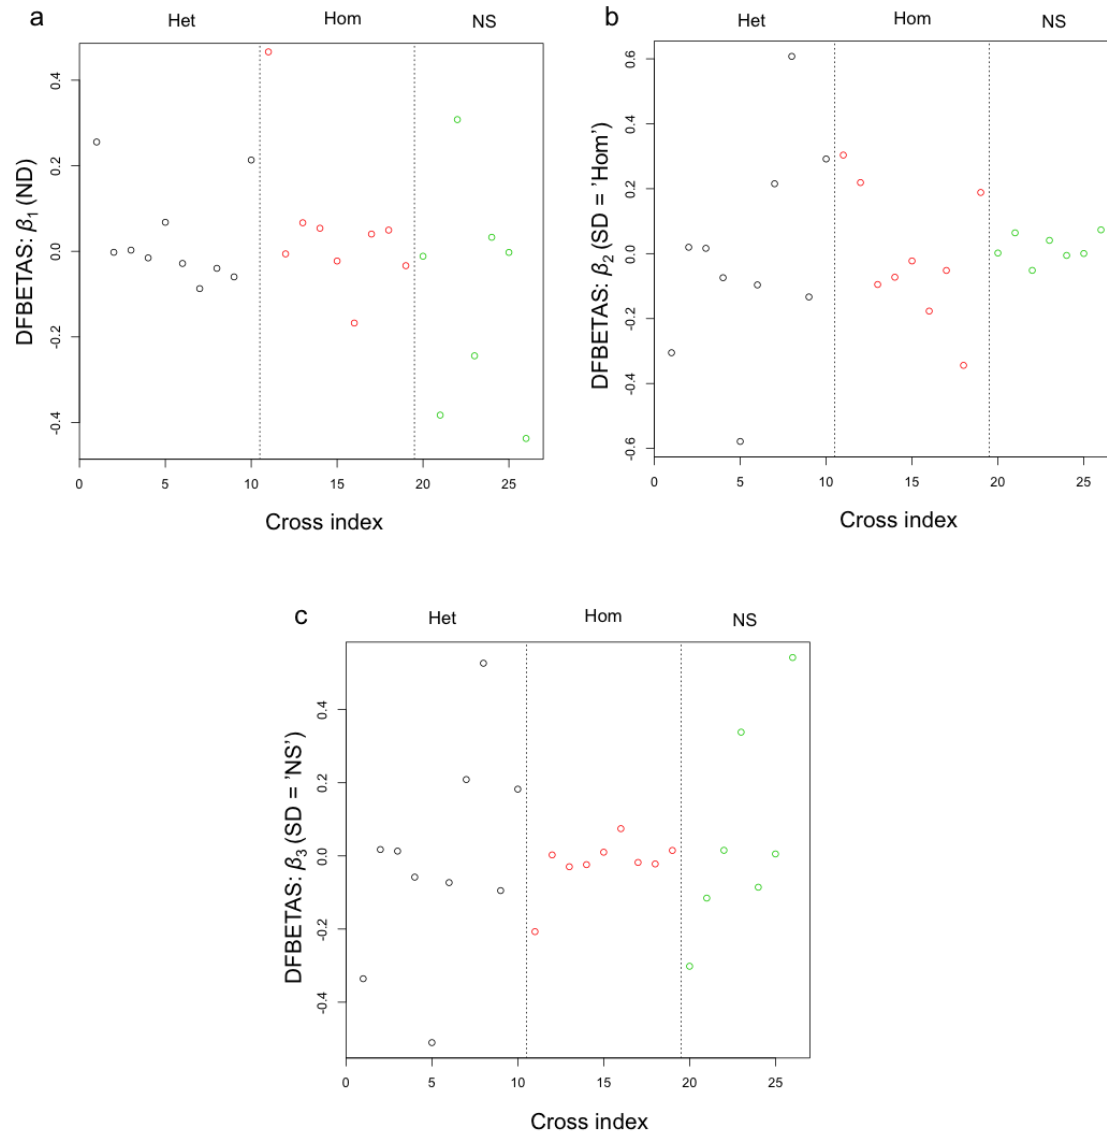 a
Het Hom NS
DFBETAS: β1 (ND)
0.4
0.2
0.0
-0.2
-0.4
0 5 10 15 20 25
Cross index
b
Het Hom NS
DFBETAS: β2 (SD = 'Hom')
0.6
0.4
0.2
0.0
-0.2
-0.4
-0.6
0 5 10 15 20 25
Cross index
c
Het Hom NS
DFBETAS: β3 (SD = 'NS')
0.4
0.2
0.0
-0.2
-0.4
0 5 10 15 20 25
Cross index